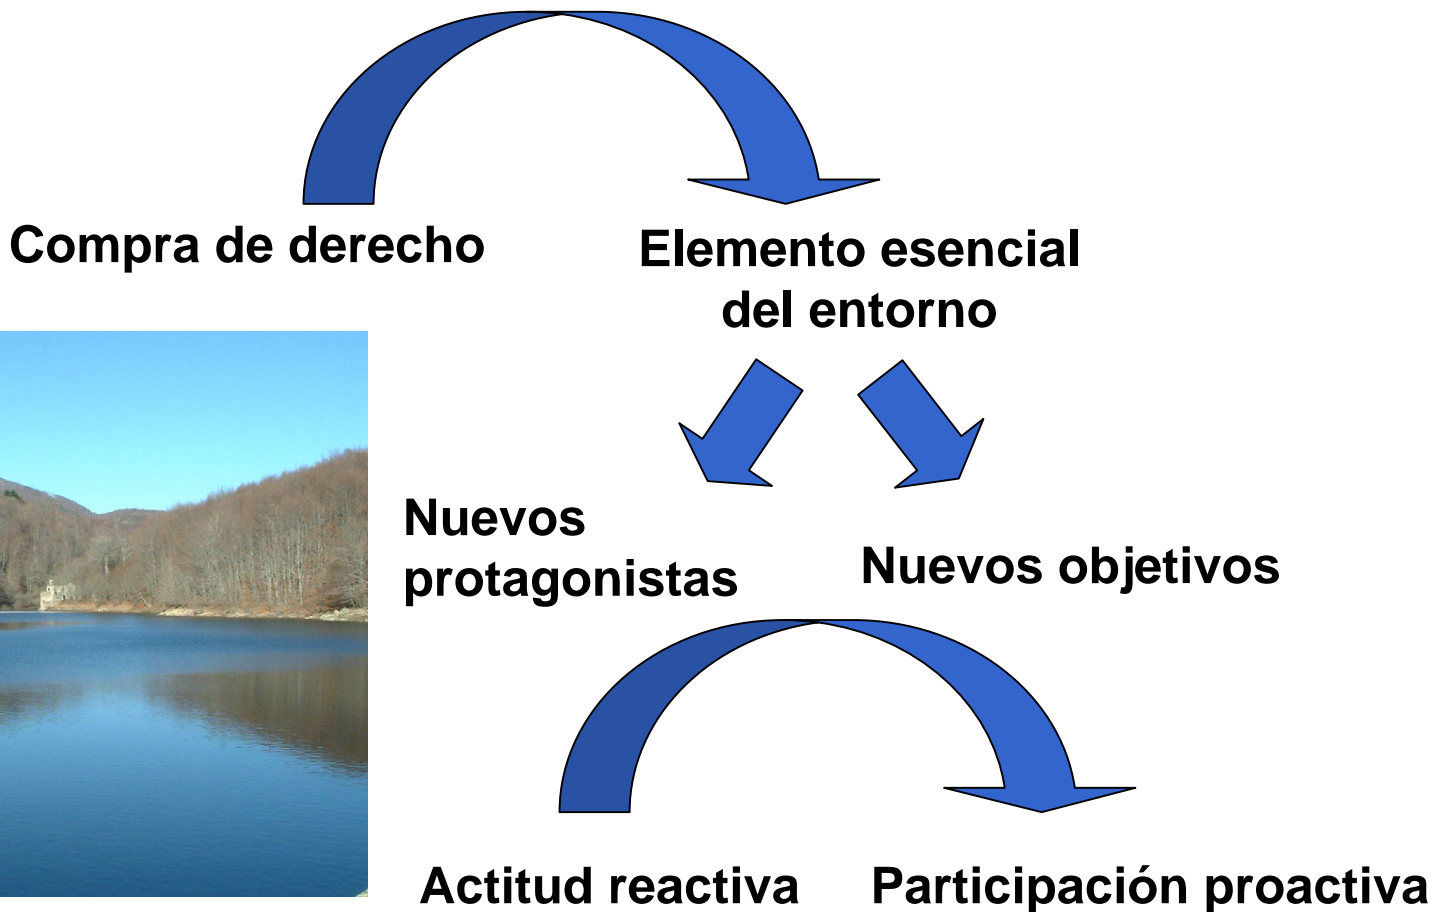 Compra de derecho
Elemento esencial
del entorno
Nuevos
protagonistas
Nuevos objetivos
Actitud reactiva
Participación proactiva